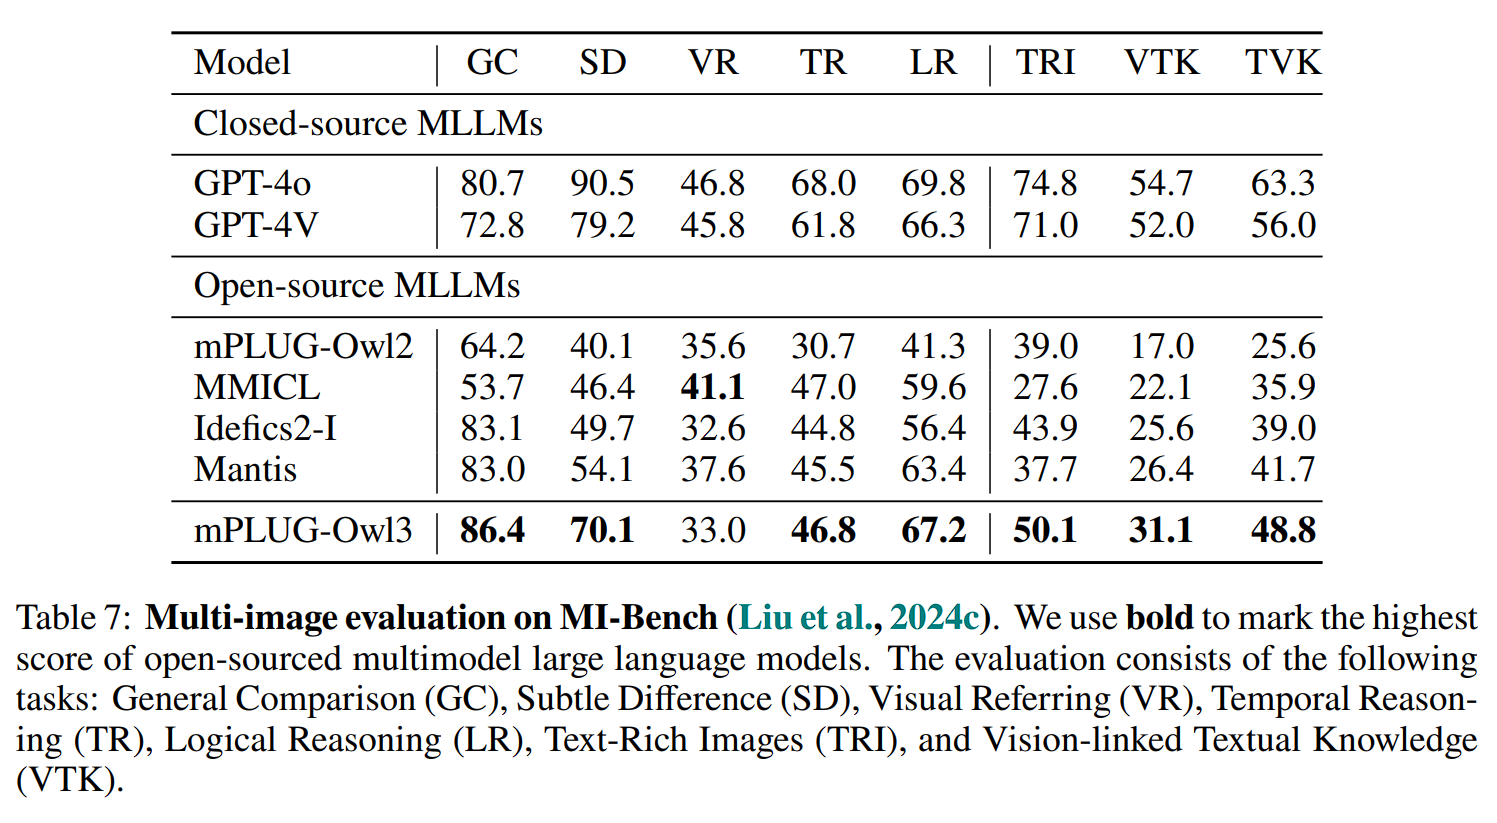 Model GC SD VR TR LR TRI VTK TVK
Closed-source MLLMs
GPT-4o 80.7 90.5 46.8 68.0 69.8 74.8 54.7 63.3
GPT-4V 72.8 79.2 45.8 61.8 66.3 71.0 52.0 56.0
Open-source MLLMs
mPLUG-Owl2 64.2 40.1 35.6 30.7 41.3 39.0 17.0 25.6
MMICL 53.7 46.4 41.1 47.0 59.6 27.6 22.1 35.9
Idefics2-I 83.1 49.7 32.6 44.8 56.4 43.9 25.6 39.0
Mantis 83.0 54.1 37.6 45.5 63.4 37.7 26.4 41.7
mPLUG-Owl3 86.4 70.1 33.0 46.8 67.2 50.1 31.1 48.8
Table 7: Multi-image evaluation on MI-Bench (Liu et al., 2024c). We use bold to mark the highest
score of open-sourced multimodel large language models. The evaluation consists of the following
tasks: General Comparison (GC), Subtle Difference (SD), Visual Referring (VR), Temporal Reason-
ing (TR), Logical Reasoning (LR), Text-Rich Images (TRI), and Vision-linked Textual Knowledge
(VTK).